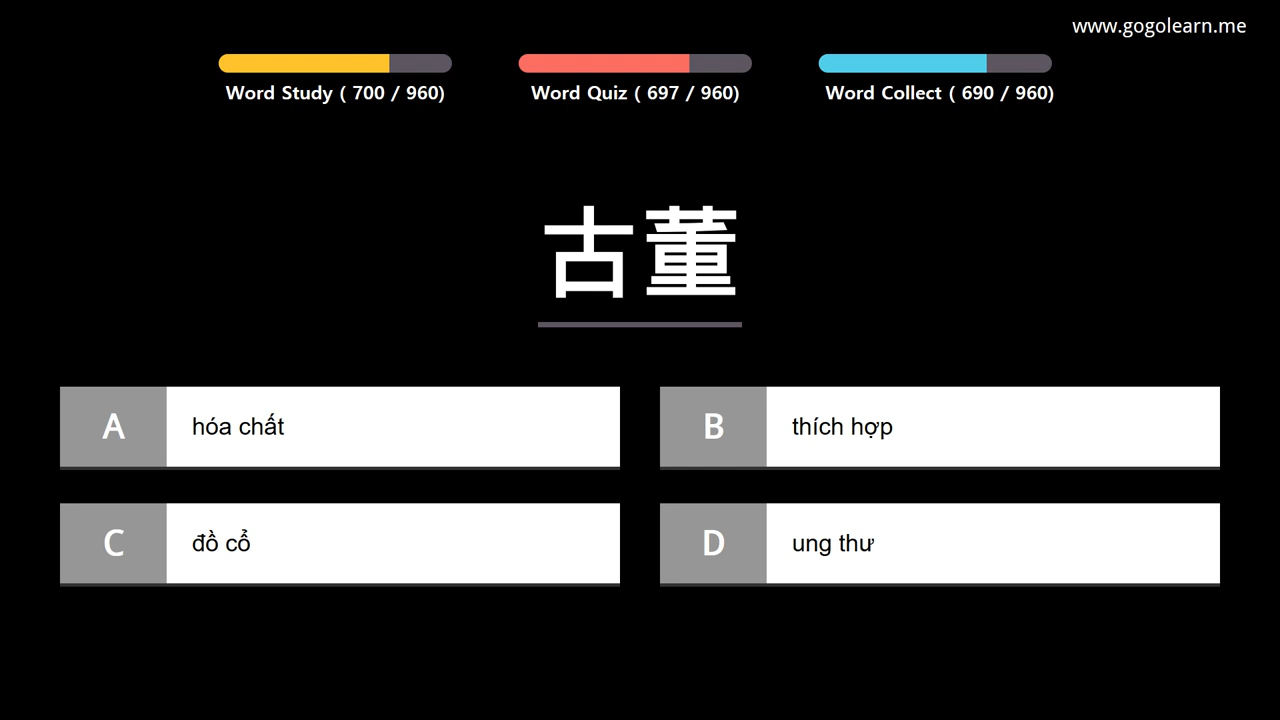 www.gogolearn.me
Word Study ( 700 / 960)
Word Quiz ( 697 / 960)
Word Collect ( 690 / 960)
古董
A hóa chất
B thích hợp
C đồ cổ
D ung thư